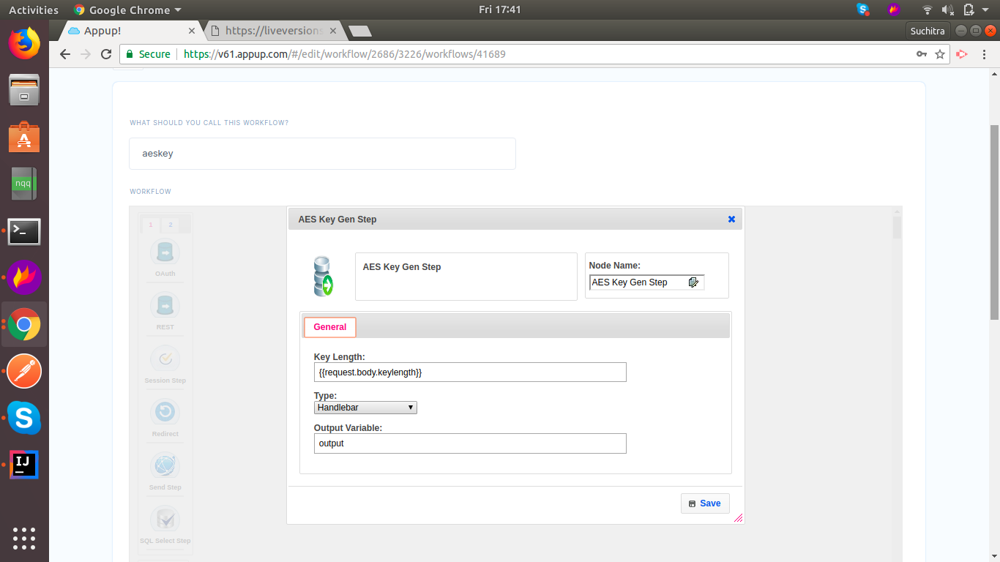 Activities Google Chrome Fri 17:41
Appup! https://liveversions Suchitra
Secure https://v61.appup.com/#/edit/workflow/2686/3226/workflows/41689
WHAT SHOULD YOU CALL THIS WORKFLOW?
aeskey
WORKFLOW
nqq
S
IJ
1 2
OAuth
REST
Session Step
Redirect
Send Step
SQL Select Step
AES Key Gen Step
AES Key Gen Step
Node Name:
AES Key Gen Step
General
Key Length:
{{request.body.keylength}}
Type:
Handlebar
Output Variable:
output
Save